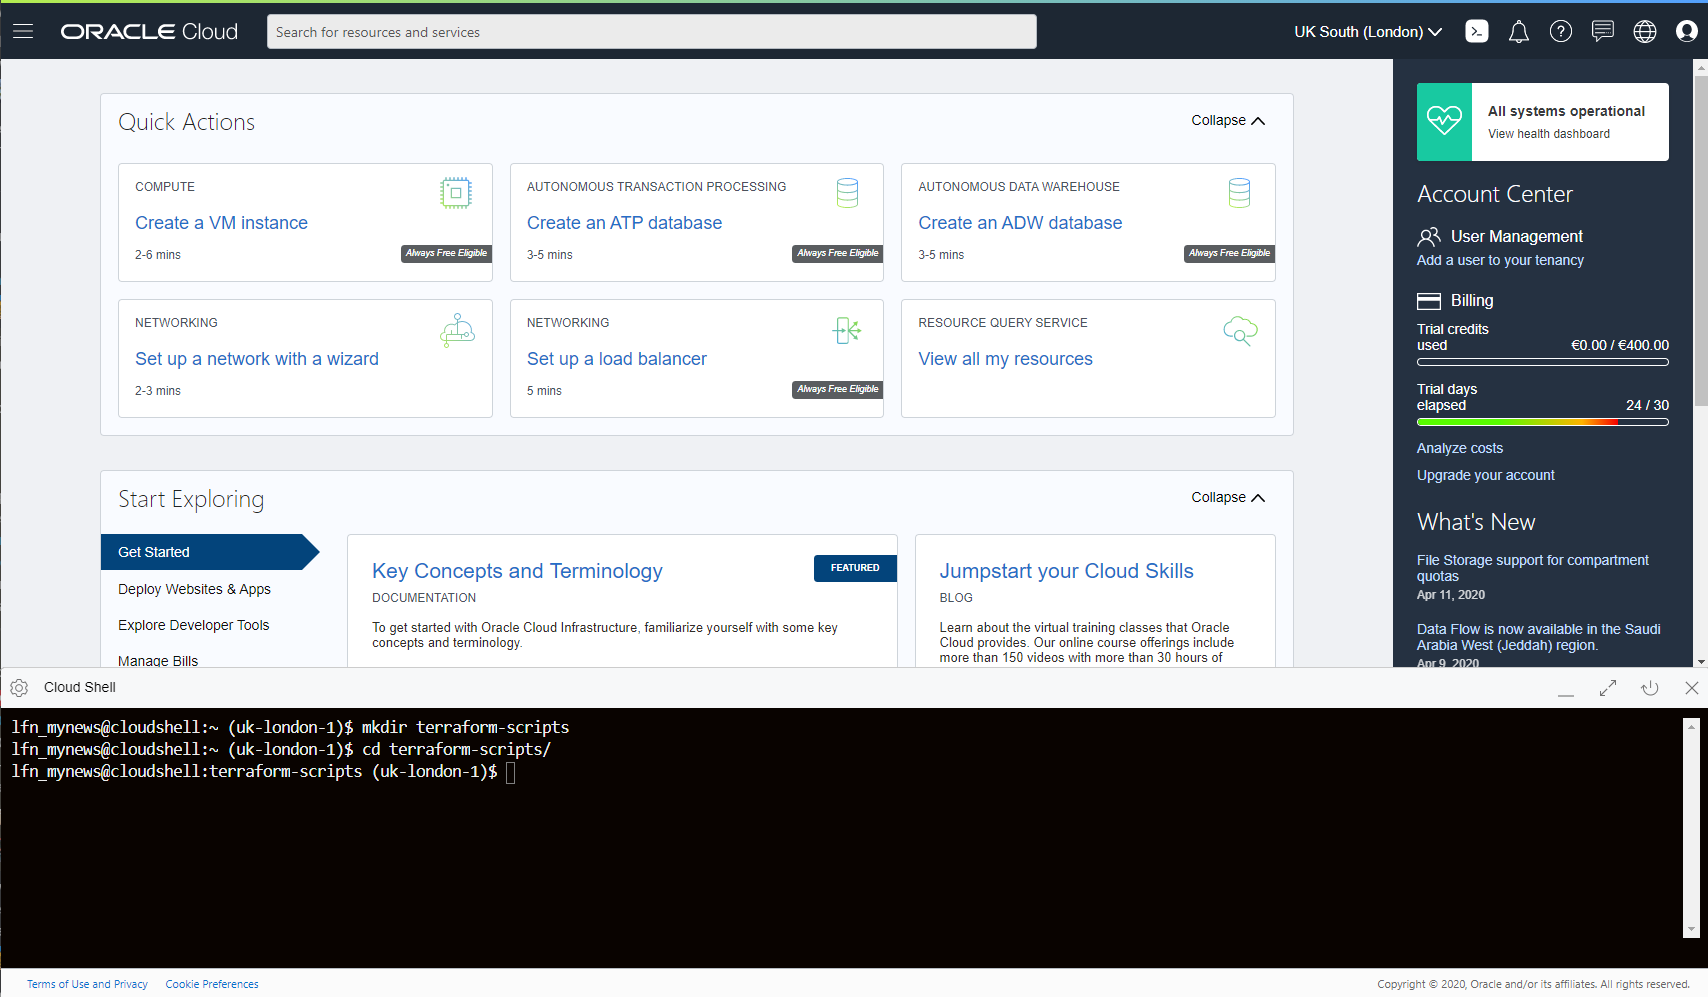 ORACLE Cloud
Search for resources and services
UK South (London)
Quick Actions
Collapse
COMPUTE
Create a VM instance
2-6 mins
Always Free Eligible
AUTONOMOUS TRANSACTION PROCESSING
Create an ATP database
3-5 mins
Always Free Eligible
AUTONOMOUS DATA WAREHOUSE
Create an ADW database
3-5 mins
Always Free Eligible
NETWORKING
Set up a network with a wizard
2-3 mins
NETWORKING
Set up a load balancer
5 mins
Always Free Eligible
RESOURCE QUERY SERVICE
View all my resources
Start Exploring
Collapse
Get Started
Deploy Websites & Apps
Explore Developer Tools
Manage Bills
Key Concepts and Terminology
FEATURED
DOCUMENTATION
To get started with Oracle Cloud Infrastructure, familiarize yourself with some key
concepts and terminology.
Jumpstart your Cloud Skills
BLOG
Learn about the virtual training classes that Oracle
Cloud provides. Our online course offerings include
more than 150 videos with more than 30 hours of
All systems operational
View health dashboard
Account Center
User Management
Add a user to your tenancy
Billing
Trial credits
used €0.00 / €400.00
Trial days
elapsed 24 / 30
Analyze costs
Upgrade your account
What's New
File Storage support for compartment
quotas
Apr 11, 2020
Data Flow is now available in the Saudi
Arabia West (Jeddah) region.
Apr 9, 2020
Cloud Shell
lfn_mynews@cloudshell:~ (uk-london-1)$ mkdir terraform-scripts
lfn_mynews@cloudshell:~ (uk-london-1)$ cd terraform-scripts/
lfn_mynews@cloudshell:terraform-scripts (uk-london-1)$
Terms of Use and Privacy
Cookie Preferences
Copyright © 2020, Oracle and/or its affiliates. All rights reserved.